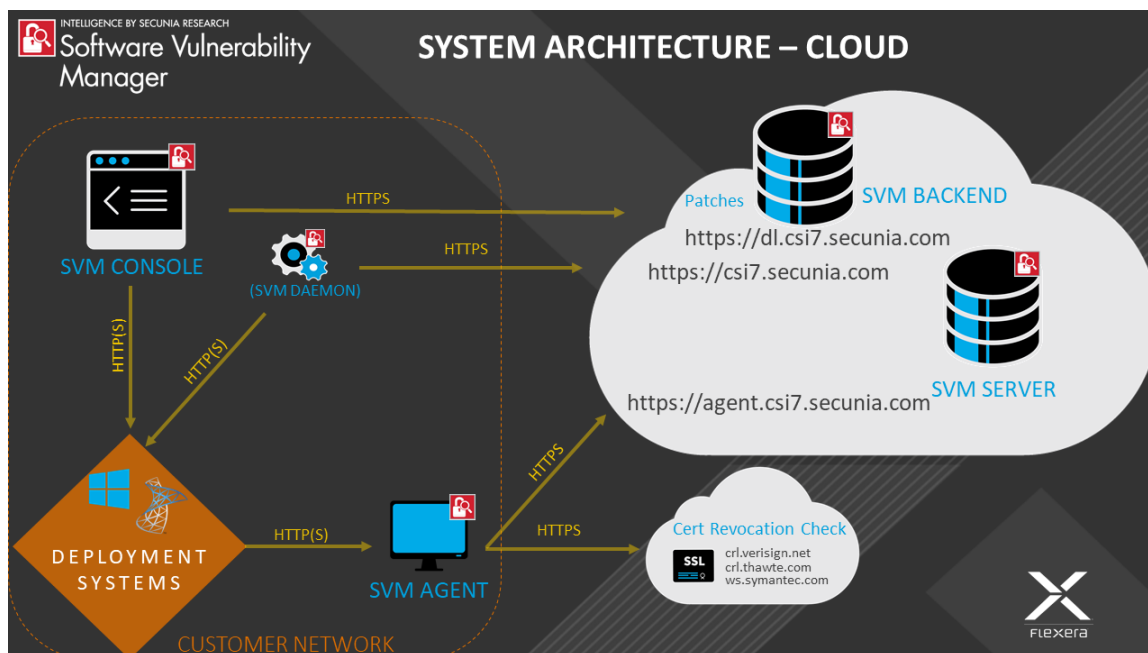 INTELLIGENCE BY SECUNIA RESEARCH
Software Vulnerability
Manager
SYSTEM ARCHITECTURE – CLOUD
HTTPS
Patches
SVM BACKEND
https://dl.csi7.secunia.com
HTTPS
https://csi7.secunia.com
SVM CONSOLE
(SVM DAEMON)
HTTP(S)
HTTP(S)
SVM SERVER
https://agent.csi7.secunia.com
HTTPS
DEPLOYMENT
SYSTEMS
HTTP(S)
SVM AGENT
HTTPS
Cert Revocation Check
SSL
crl.verisign.net
crl.thawte.com
ws.symantec.com
CUSTOMER NETWORK
FLEXERA